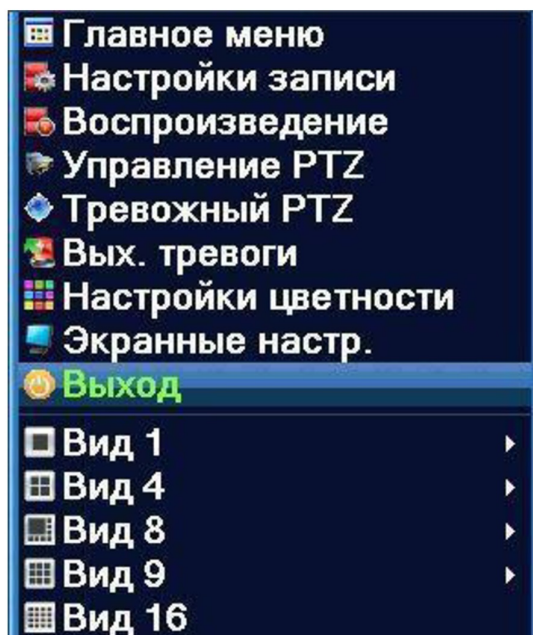 Главное меню
Настройки записи
Воспроизведение
Управление PTZ
Тревожный PTZ
Вых. тревоги
Настройки цветности
Экранные настр.
Выход
Вид 1
Вид 4
Вид 8
Вид 9
Вид 16